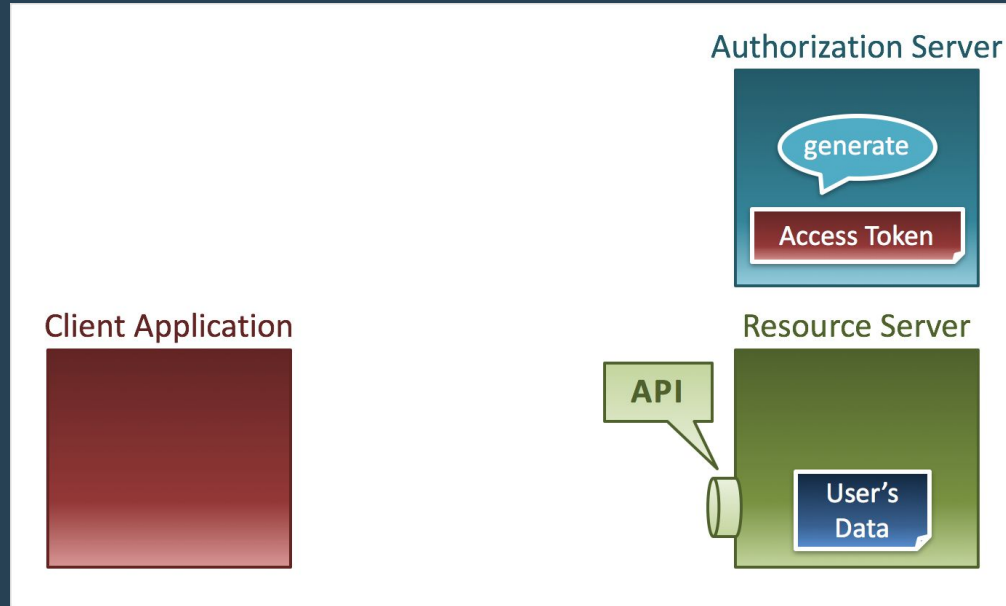 Authorization Server
generate
Access Token
Client Application
Resource Server
API
User’s
Data